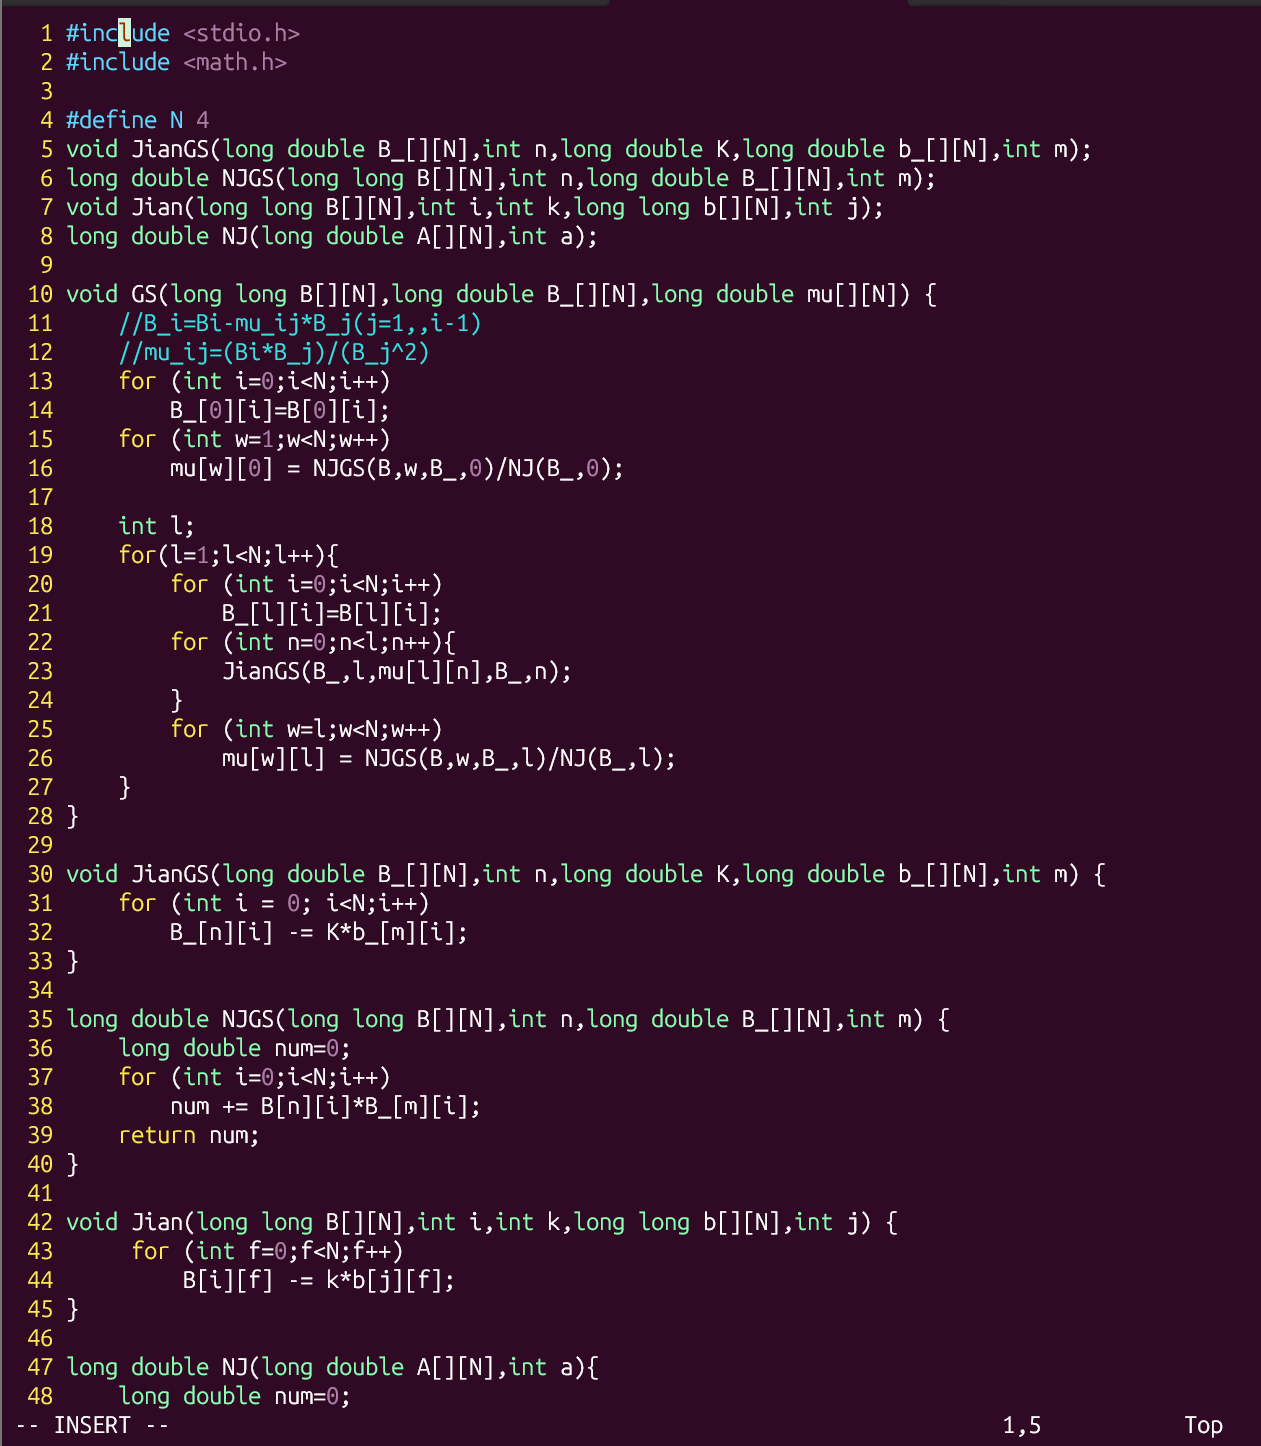 1 #include <stdio.h>
2 #include <math.h>
3
4 #define N 4
5 void JianGS(long double B_[][N],int n,long double K,long double b_[][N],int m);
6 long double NJGS(long long B[][N],int n,long double B_[][N],int m);
7 void Jian(long long B[][N],int i,int k,long long b[][N],int j);
8 long double NJ(long double A[][N],int a);
9
10 void GS(long long B[][N],long double B_[][N],long double mu[][N]) {
11     //B_i=Bi-mu_ij*B_j(j=1,,i-1)
12     //mu_ij=(Bi*B_j)/(B_j^2)
13     for (int i=0;i<N;i++)
14         B_[0][i]=B[0][i];
15     for (int w=1;w<N;w++)
16         mu[w][0] = NJGS(B,w,B_,0)/NJ(B_,0);
17
18     int l;
19     for(l=1;l<N;l++){
20         for (int i=0;i<N;i++)
21             B_[l][i]=B[l][i];
22         for (int n=0;n<l;n++){
23             JianGS(B_,l,mu[l][n],B_,n);
24         }
25         for (int w=l;w<N;w++)
26             mu[w][l] = NJGS(B,w,B_,l)/NJ(B_,l);
27     }
28 }
29
30 void JianGS(long double B_[][N],int n,long double K,long double b_[][N],int m) {
31     for (int i = 0; i<N;i++)
32         B_[n][i] -= K*b_[m][i];
33 }
34
35 long double NJGS(long long B[][N],int n,long double B_[][N],int m) {
36     long double num=0;
37     for (int i=0;i<N;i++)
38         num += B[n][i]*B_[m][i];
39     return num;
40 }
41
42 void Jian(long long B[][N],int i,int k,long long b[][N],int j) {
43      for (int f=0;f<N;f++)
44          B[i][f] -= k*b[j][f];
45 }
46
47 long double NJ(long double A[][N],int a){
48     long double num=0;
-- INSERT -- 1,5 Top